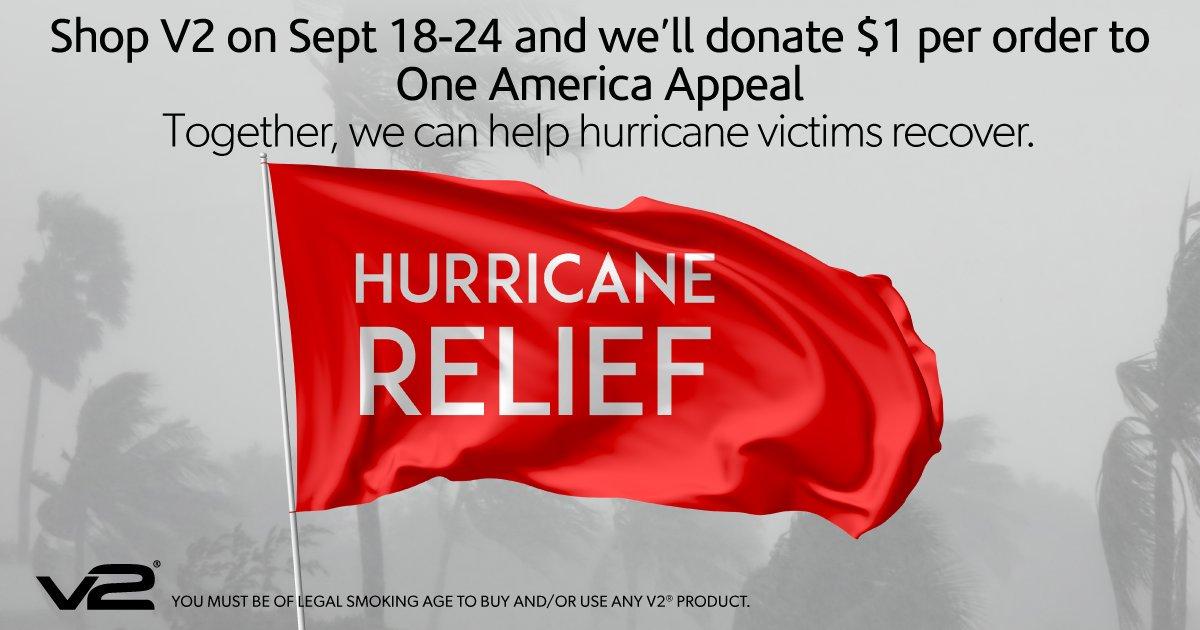 Shop V2 on Sept 18-24 and we'll donate $1 per order to
One America Appeal
Together, we can help hurricane victims recover.
HURRICANE
RELIEF
V2®
YOU MUST BE OF LEGAL SMOKING AGE TO BUY AND/OR USE ANY V2® PRODUCT.